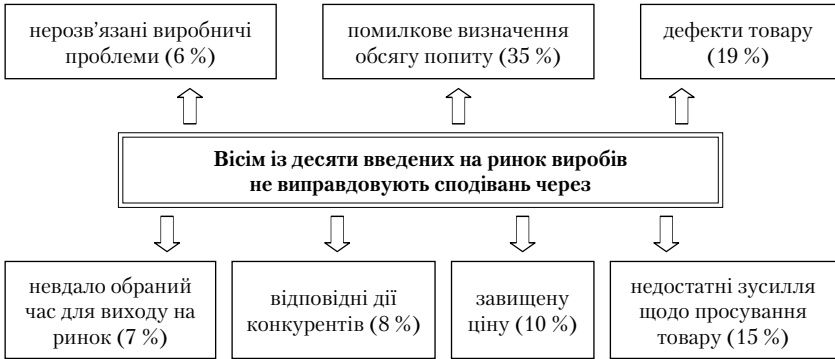 нерозв’язані виробничі
проблеми (6 %)
помилкове визначення
обсягу попиту (35 %)
дефекти товару
(19 %)
Вісім із десяти введених на ринок виробів
не виправдовують сподівань через
невдало обраний
час для виходу на
ринок (7 %)
відповідні дії
конкурентів (8 %)
завищену
ціну (10 %)
недостатні зусилля
щодо просування
товару (15 %)